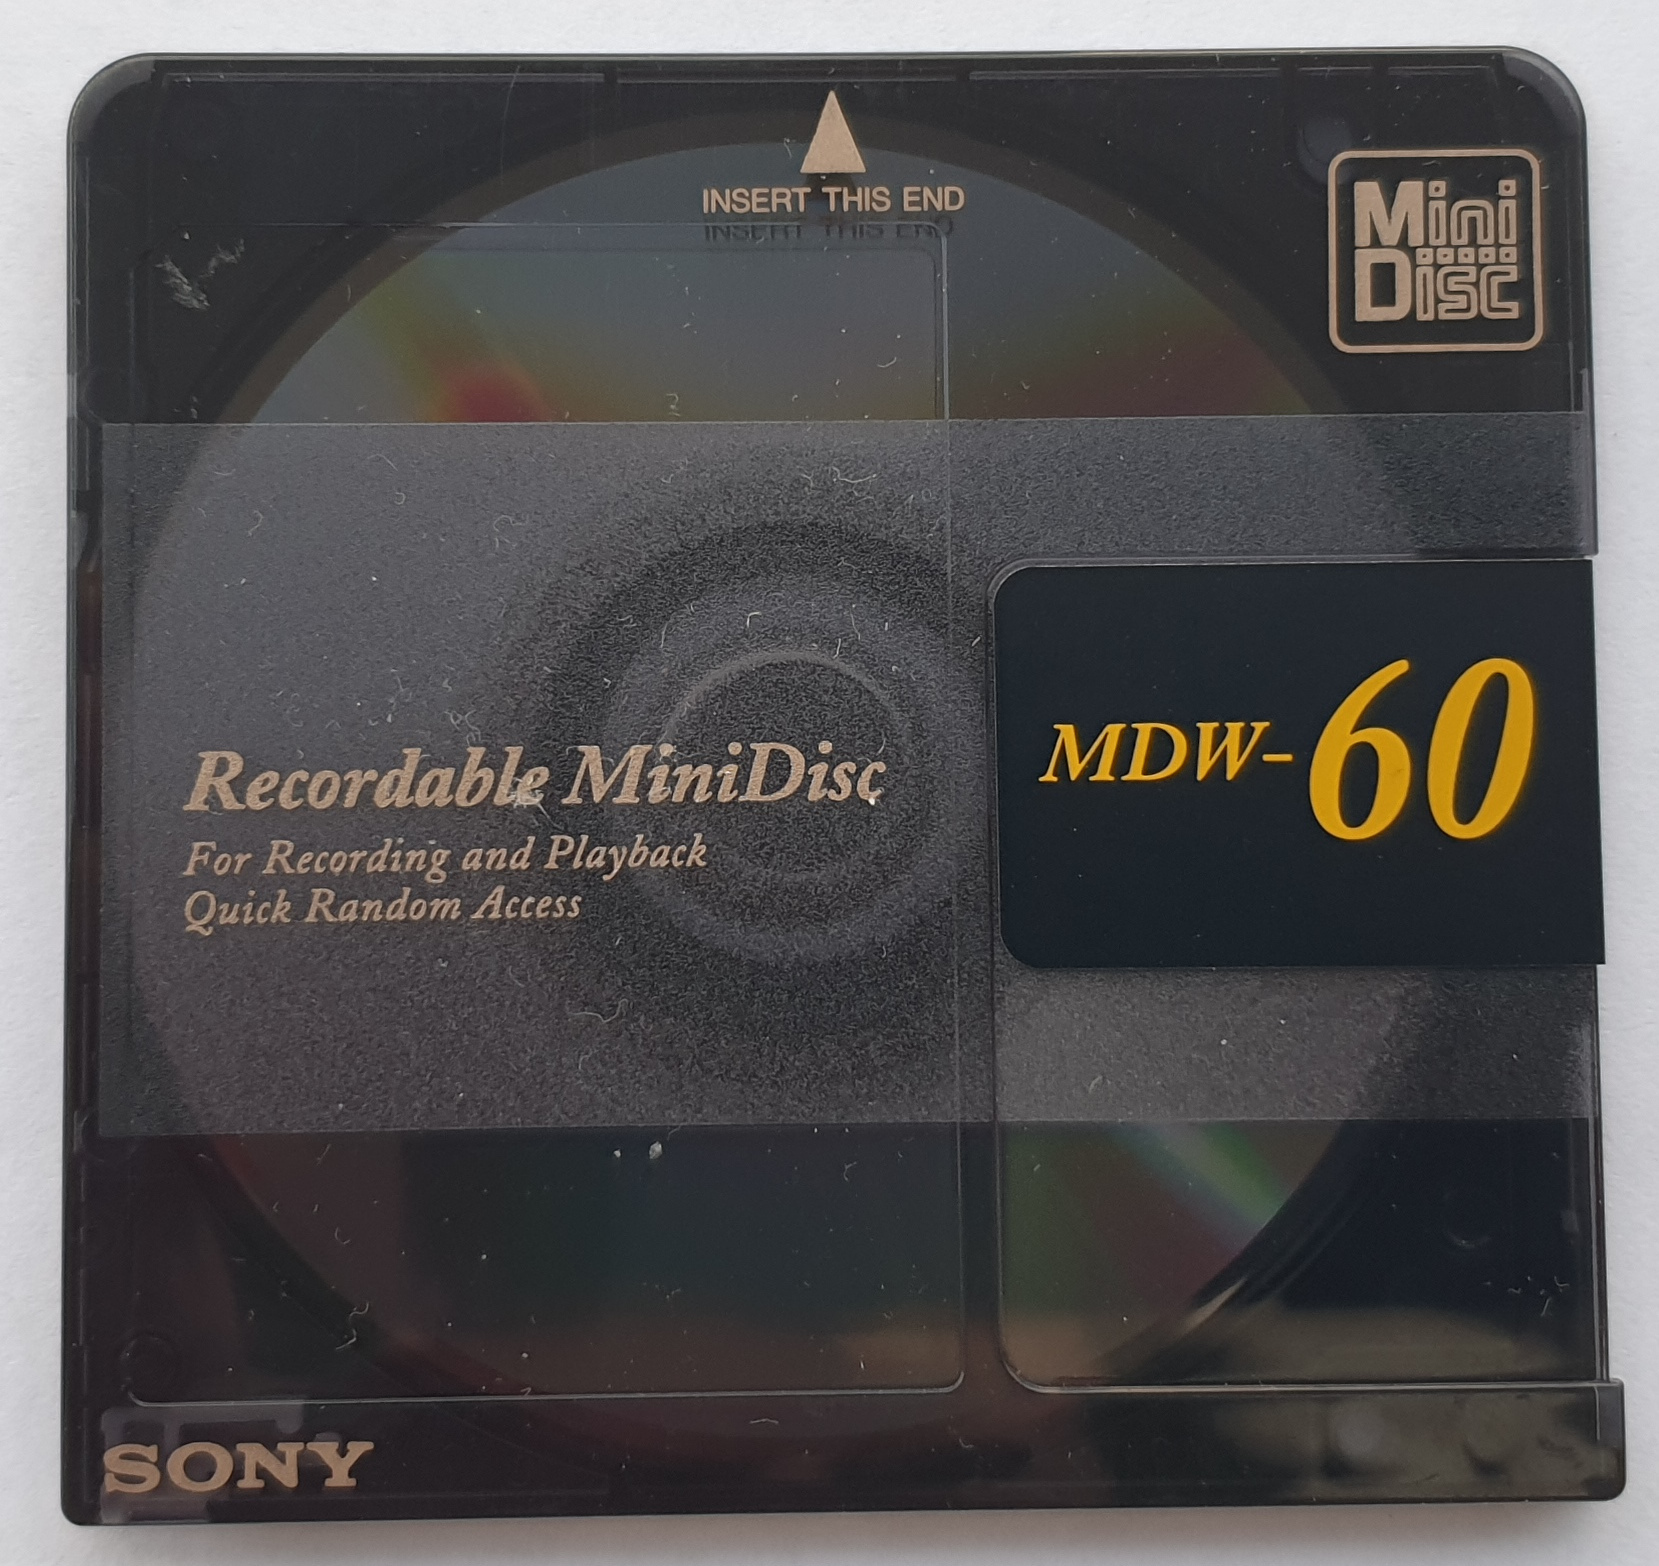 INSERT THIS END
Mini
Disc
MDW-60
Recordable MiniDisc
For Recording and Playback
Quick Random Access
SONY